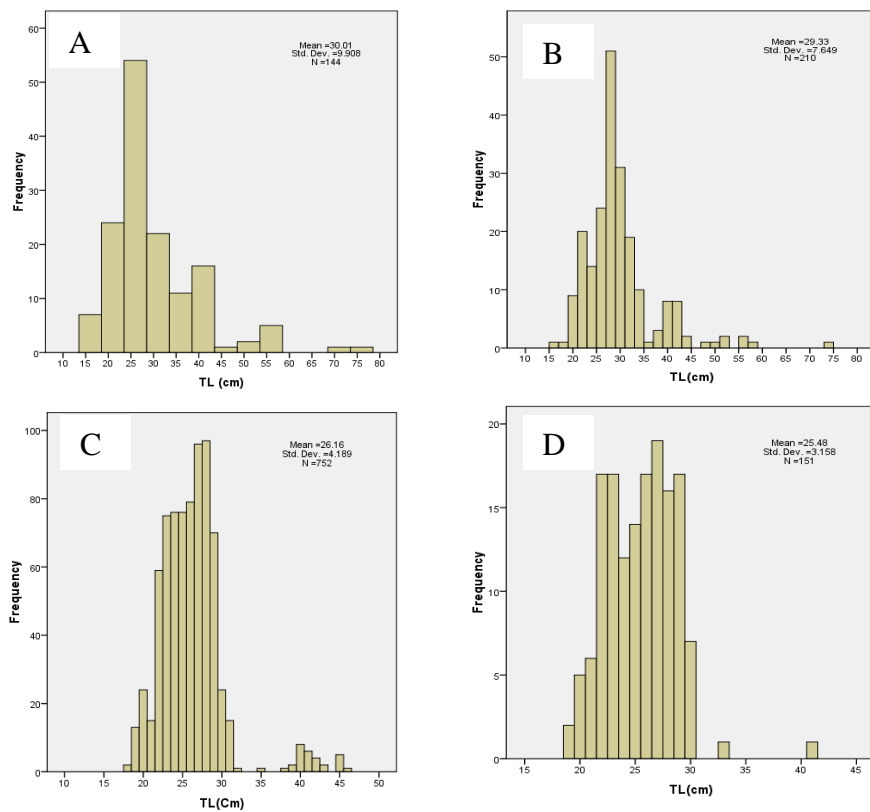 A
Mean =30.01
Std. Dev. =9.908
N =144
Frequency
60
50
40
30
20
10
0
10 15 20 25 30 35 40 45 50 55 60 65 70 75 80
TL (cm)
B
Mean =29.33
Std. Dev. =7.649
N =210
Frequency
50
40
30
20
10
0
10 15 20 25 30 35 40 45 50 55 60 65 70 75 80
TL(cm)
C
Mean =26.16
Std. Dev. =4.189
N =752
Frequency
100
80
60
40
20
0
10 20 30 40 50
TL(Cm)
D
Mean =25.48
Std. Dev. =3.158
N =151
Frequency
20
15
10
5
0
15 20 25 30 35 40 45
TL(Cm)